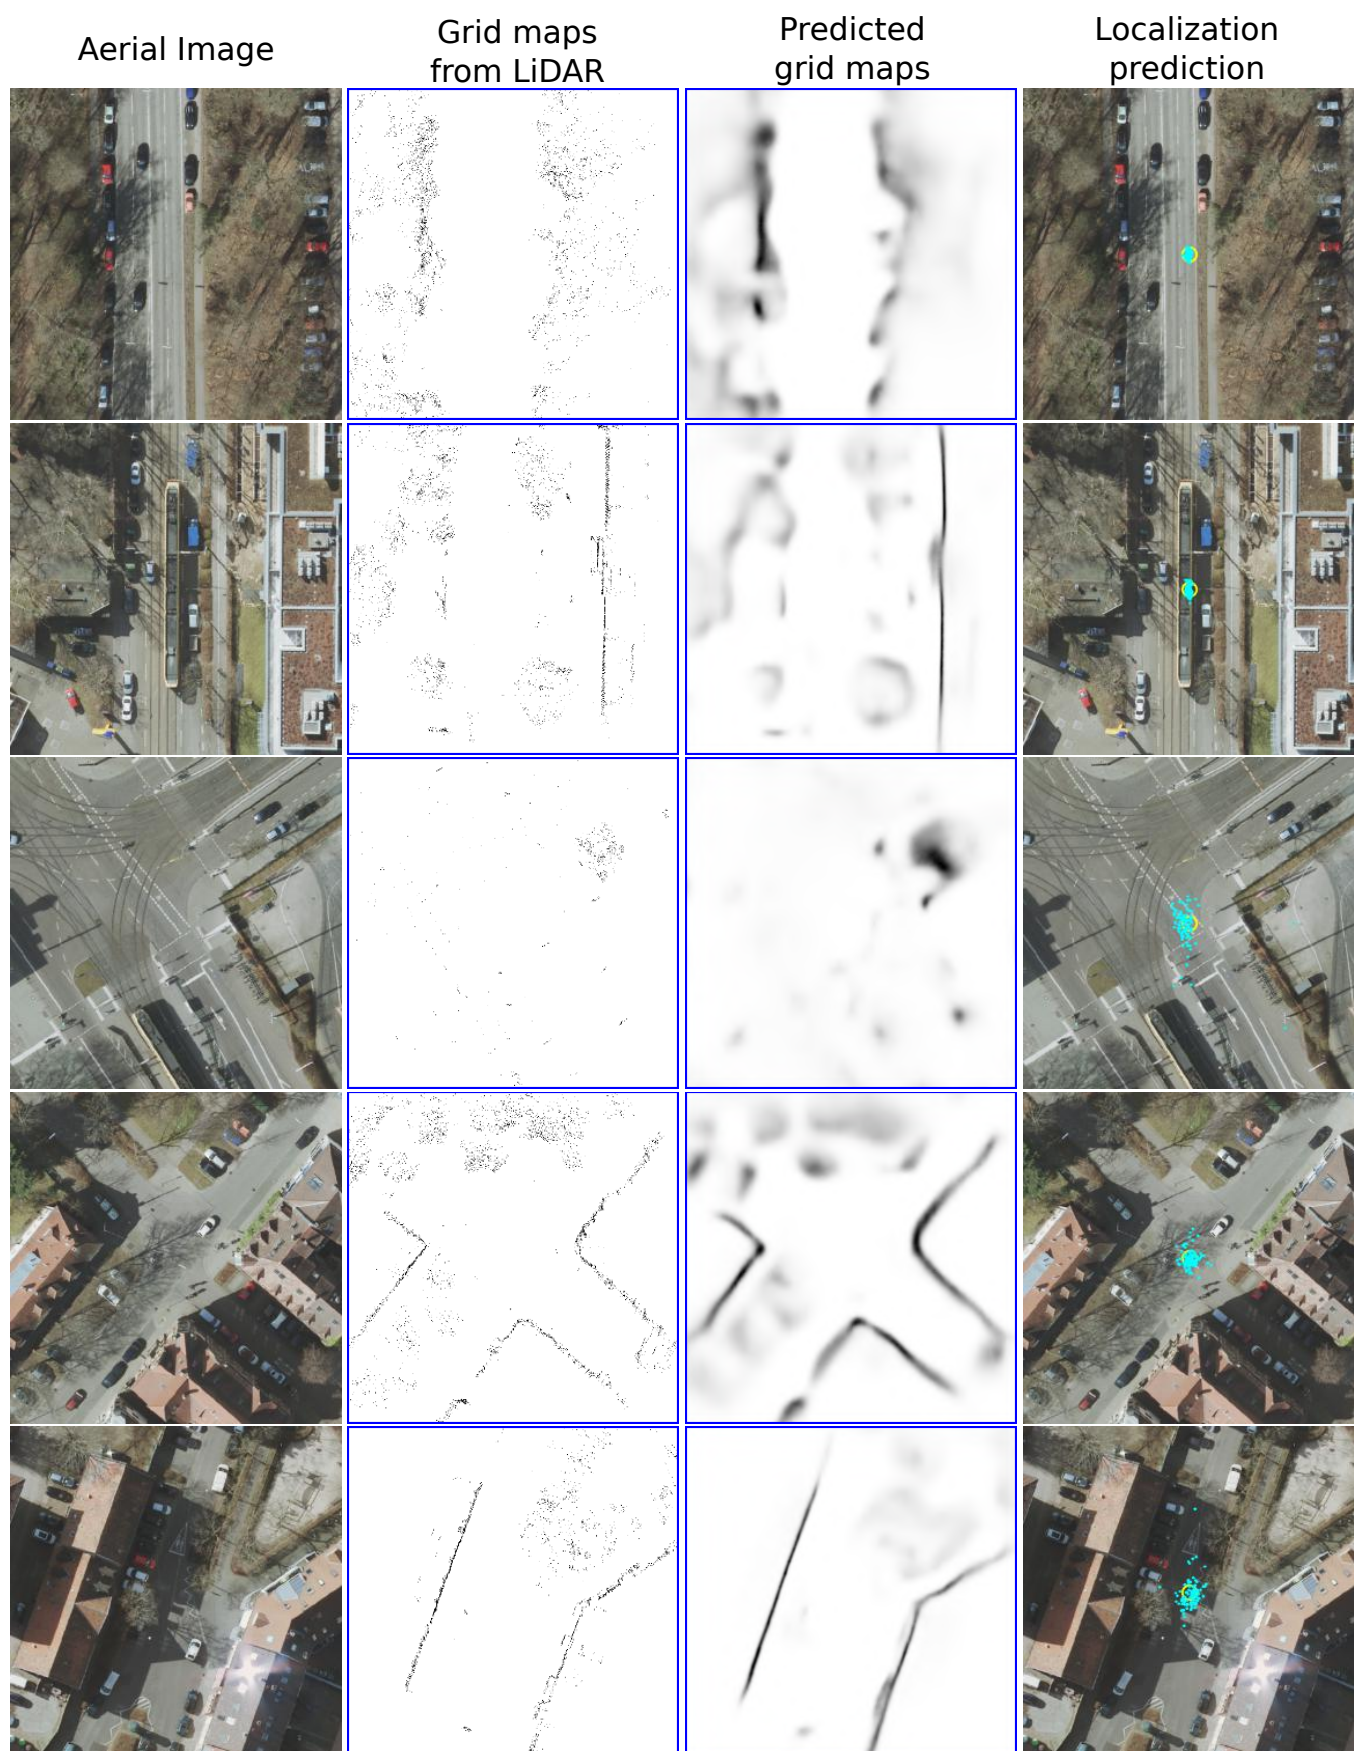 Aerial Image
Grid maps
from LiDAR
Predicted
grid maps
Localization
prediction